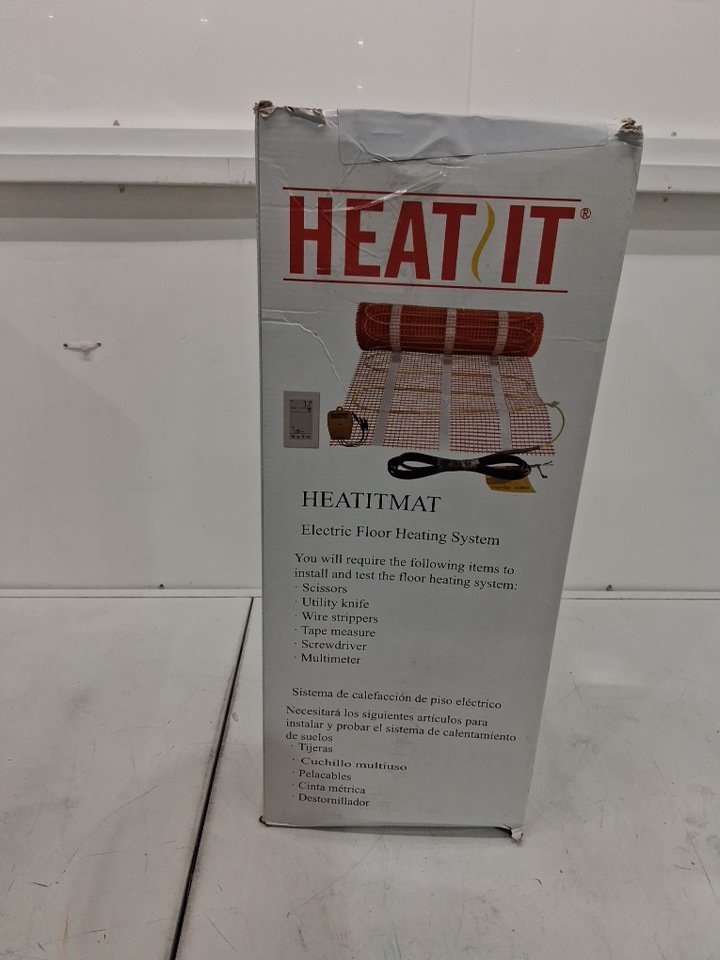 HEAT IT®
HEATIT
HEATITMAT
Electric Floor Heating System
You will require the following items to
install and test the floor heating system:
· Scissors
· Utility knife
· Wire strippers
· Tape measure
· Screwdriver
· Multimeter
Sistema de calefacción de piso eléctrico
Necesitará los siguientes artículos para
instalar y probar el sistema de calentamiento
de suelos
· Tijeras
· Cuchillo multiuso
· Pelacables
· Cinta métrica
· Destornillador